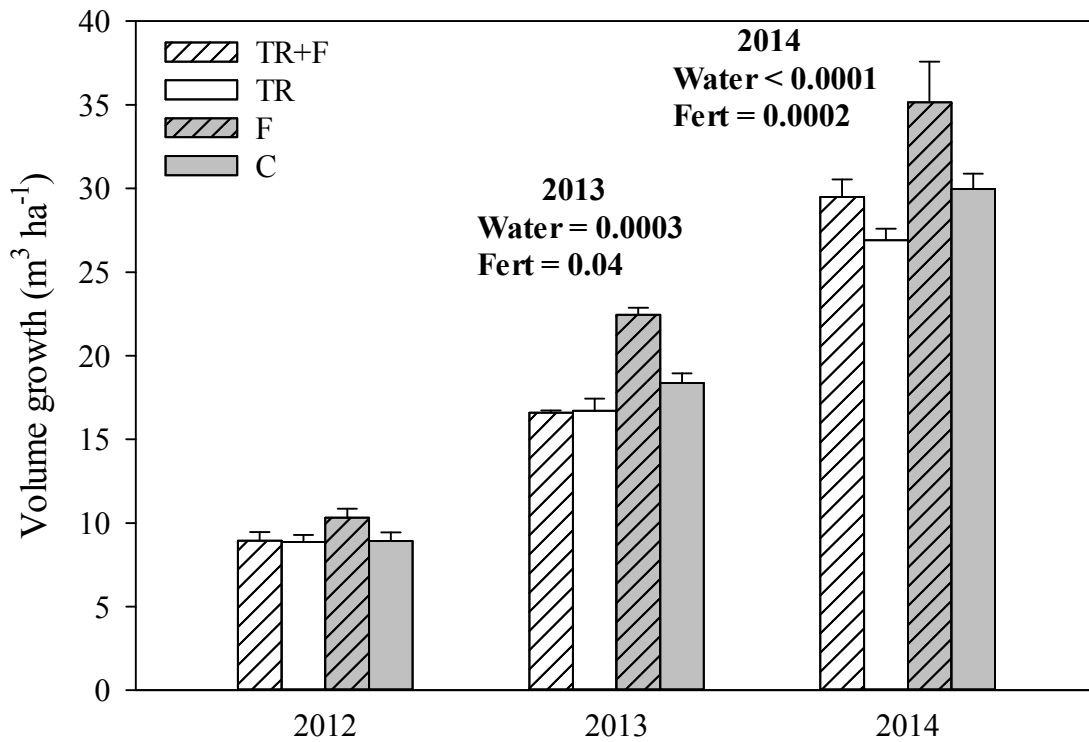 Volume growth (m³ ha⁻¹)
40
35
30
25
20
15
10
5
0
TR+F
TR
F
C
2013
Water = 0.0003
Fert = 0.04
2014
Water < 0.0001
Fert = 0.0002
2012
2013
2014